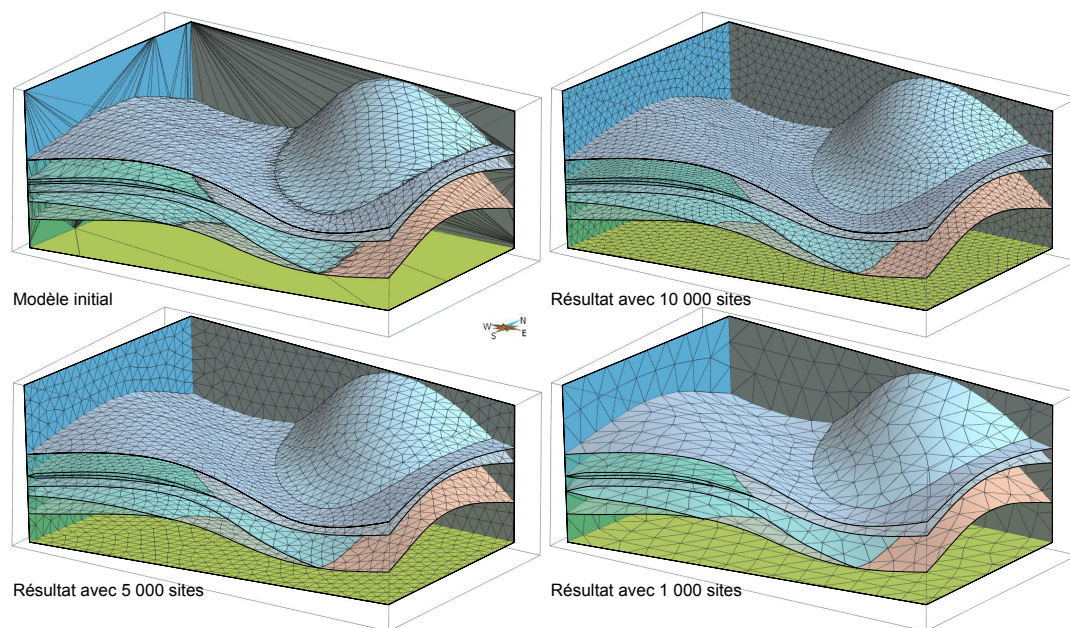 Modèle initial
Résultat avec 10 000 sites
W N
S E
Résultat avec 5 000 sites
Résultat avec 1 000 sites